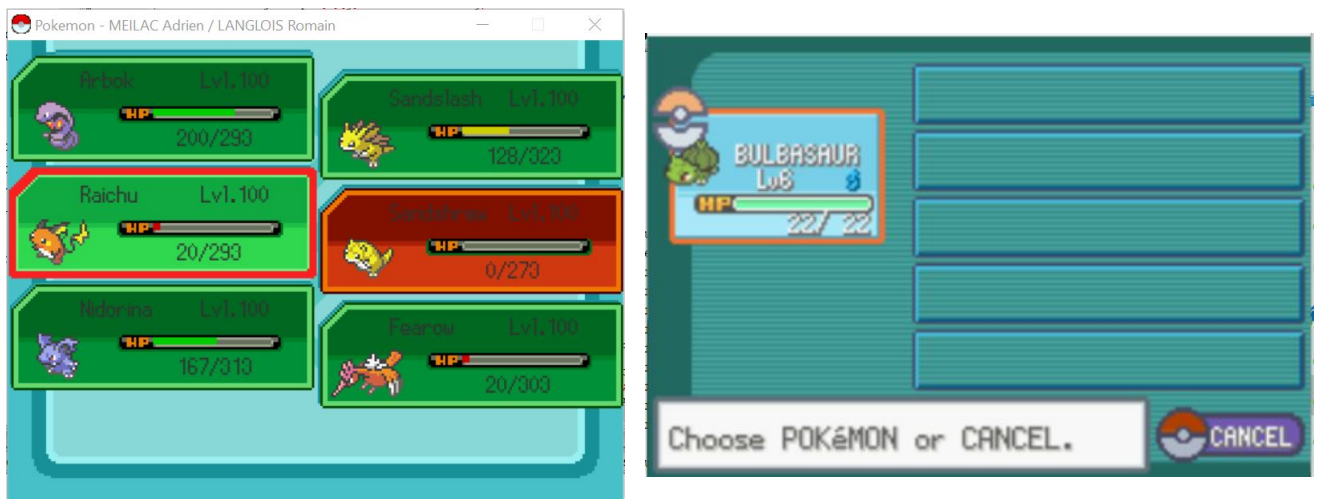 Pokemon - MEILAC Adrien / LANGLOIS Romain
Arbok Lvl.100
HP
200/293
Sandslash Lvl.100
HP
128/323
Raichu Lvl.100
HP
20/293
Sandshrew Lvl.100
HP
0/273
Nidorina Lvl.100
HP
167/313
Fearow Lvl.100
HP
20/303
BULBASAUR
Lv6 ♂
HP
22/ 22
Choose POKéMON or CANCEL.
CANCEL